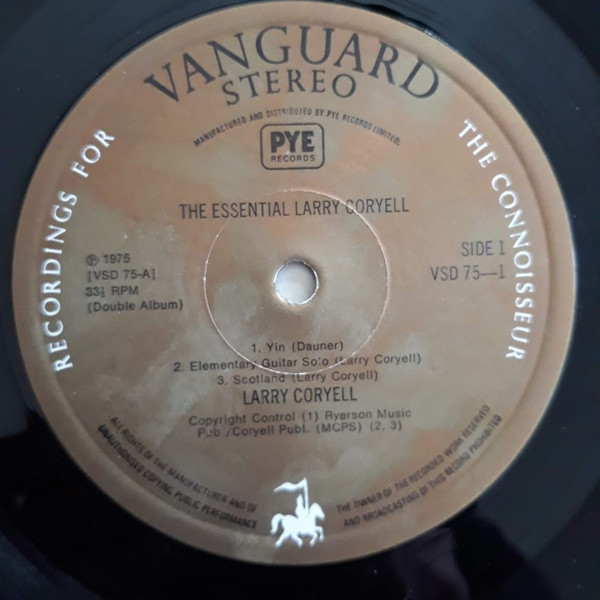 VANGUARD
STEREO
MANUFACTURED AND DISTRIBUTED BY PYE RECORDS LIMITED.
PYE
RECORDS
RECORDINGS FOR
THE CONNOISSEUR
THE ESSENTIAL LARRY CORYELL
℗ 1975
[VSD 75-A]
33⅓ RPM
(Double Album)
SIDE 1
VSD 75—1
1. Yin (Dauner)
2. Elementary Guitar Solo (Larry Coryell)
3. Scotland (Larry Coryell)
LARRY CORYELL
Copyright Control (1) Ryerson Music
Pub./Coryell Publ. (MCPS) (2, 3)
ALL RIGHTS OF THE MANUFACTURER AND OF
THE OWNER OF THE RECORDED WORK RESERVED
UNAUTHORISED COPYING PUBLIC PERFORMANCE
AND BROADCASTING OF THIS RECORD PROHIBITED